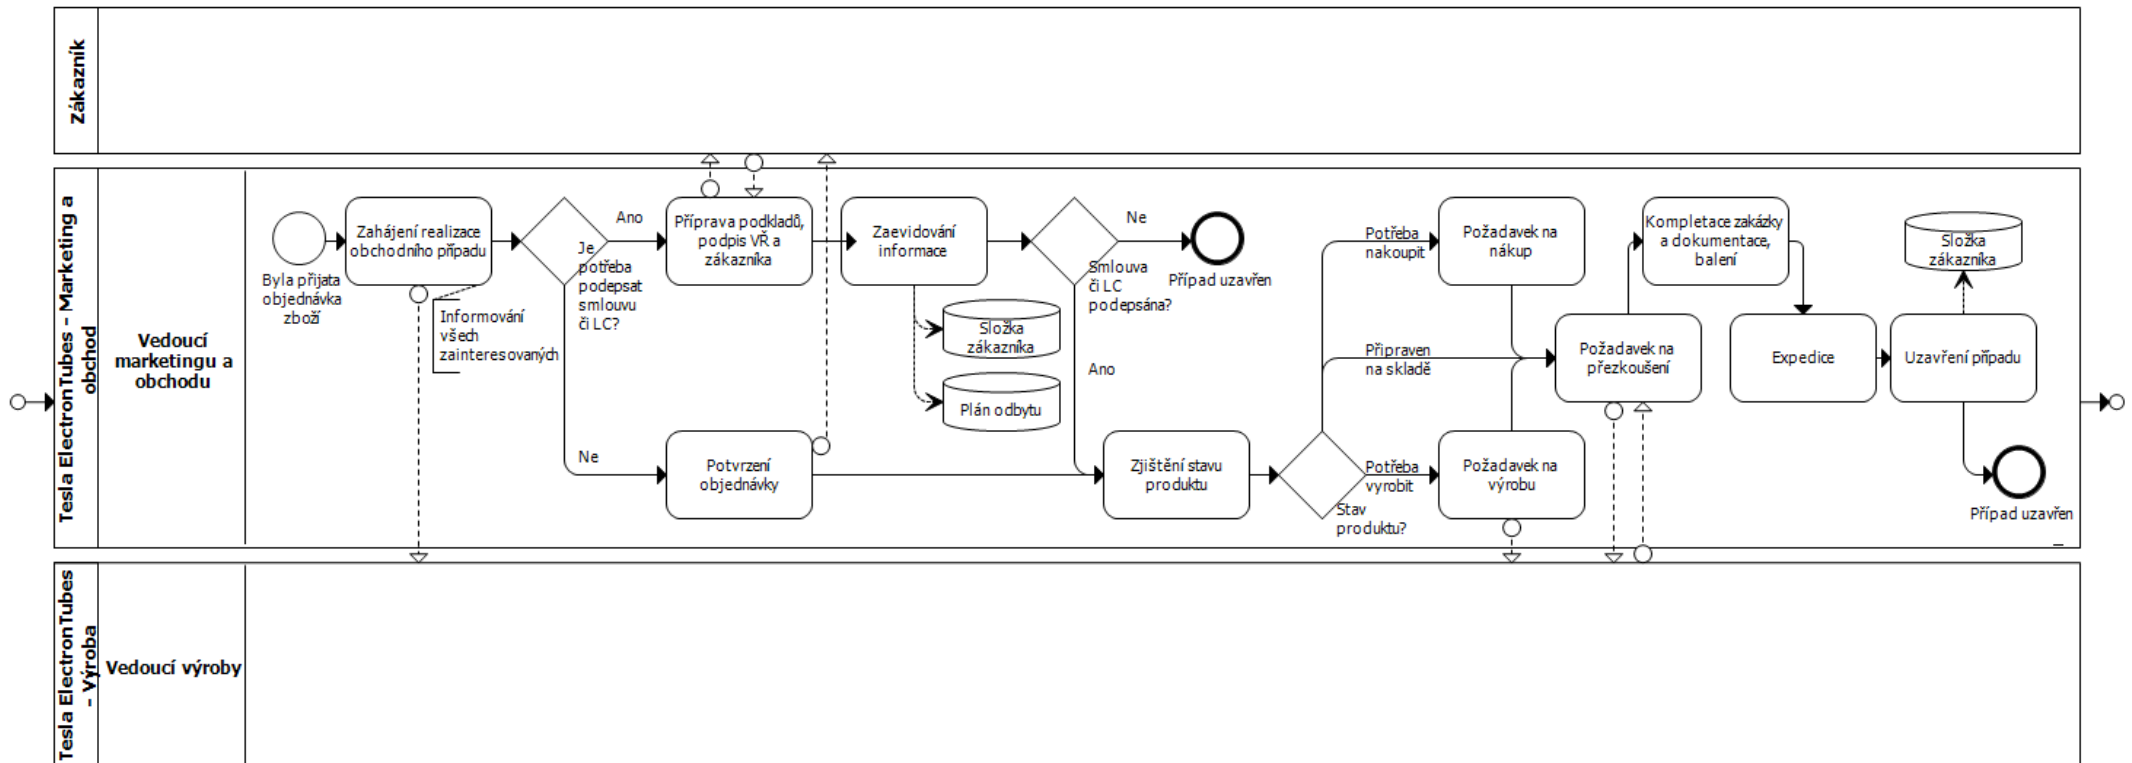 Zákazník
Tesla ElectronTubes - Marketing a
obchod
Vedoucí
marketingu a
obchodu
Byla přijata
objednávka
zboží
Zahájení realizace
obchodního případu
Informování
všech
zainteresovaných
Je
potřeba
podepsat
smlouvu
či LC?
Ano
Ne
Příprava podkladů,
podpis VŘ a
zákazníka
Potvrzení
objednávky
Zaevidování
informace
Složka
zákazníka
Plán odbytu
Smlouva
či LC
podepsána?
Ne
Případ uzavřen
Ano
Zjištění stavu
produktu
Stav
produktu?
Potřeba
nakoupit
Připraven
na skladě
Potřeba
vyrobit
Požadavek na
nákup
Požadavek na
výrobu
Požadavek na
přezkoušení
Kompletace zakázky
a dokumentace,
balení
Expedice
Uzavření případu
Složka
zákazníka
Případ uzavřen
Tesla ElectronTubes
- Výroba
Vedoucí výroby